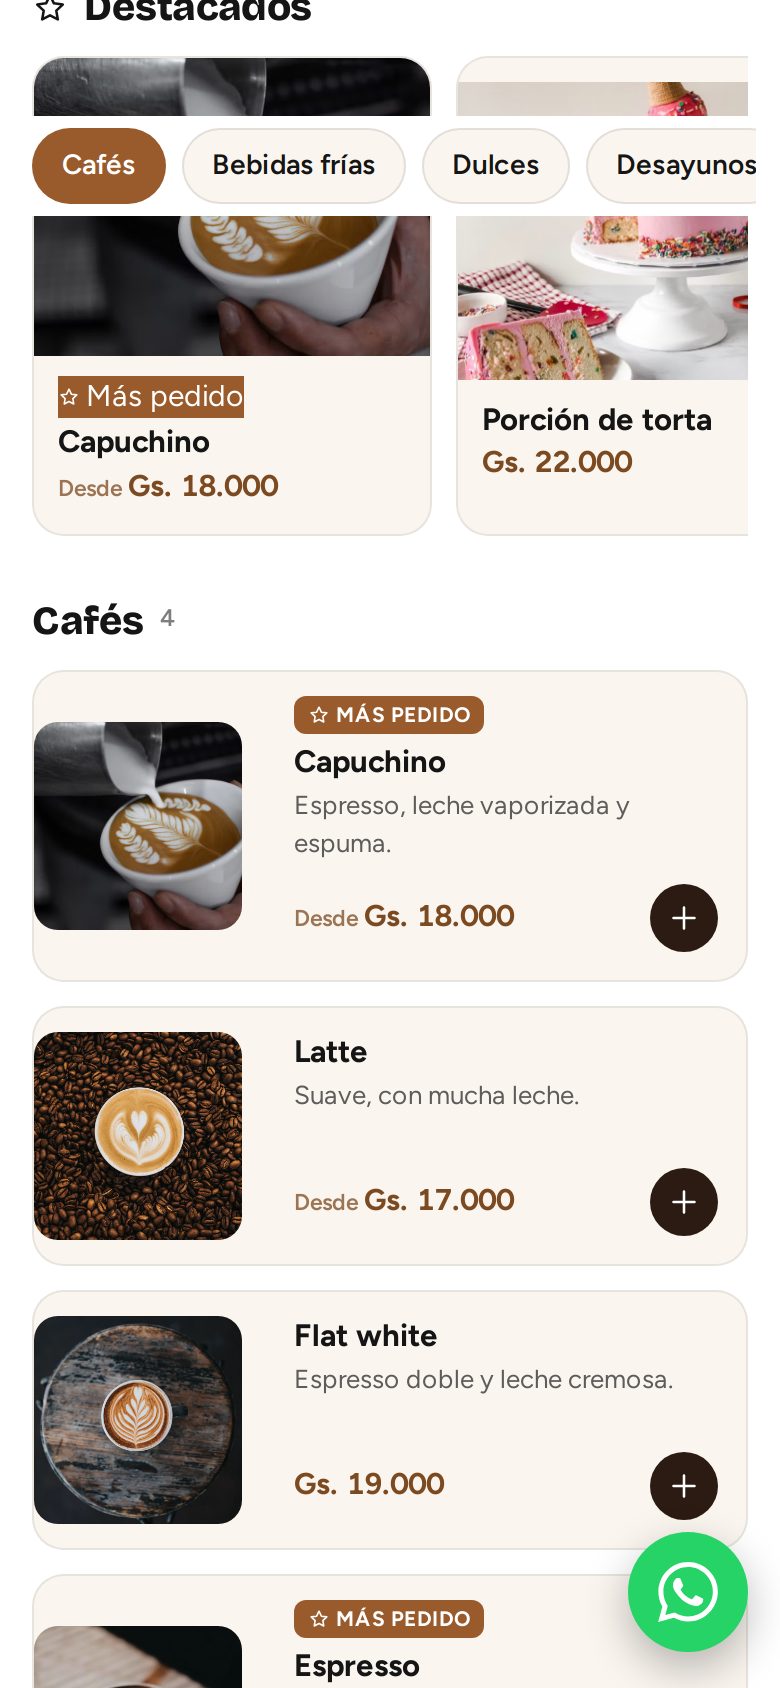 Destacados
Cafés
Bebidas frías
Dulces
Desayunos
Más pedido
Capuchino
Desde Gs. 18.000
Porción de torta
Gs. 22.000
Cafés 4
MÁS PEDIDO
Capuchino
Espresso, leche vaporizada y
espuma.
Desde Gs. 18.000
Latte
Suave, con mucha leche.
Desde Gs. 17.000
Flat white
Espresso doble y leche cremosa.
Gs. 19.000
MÁS PEDIDO
Espresso